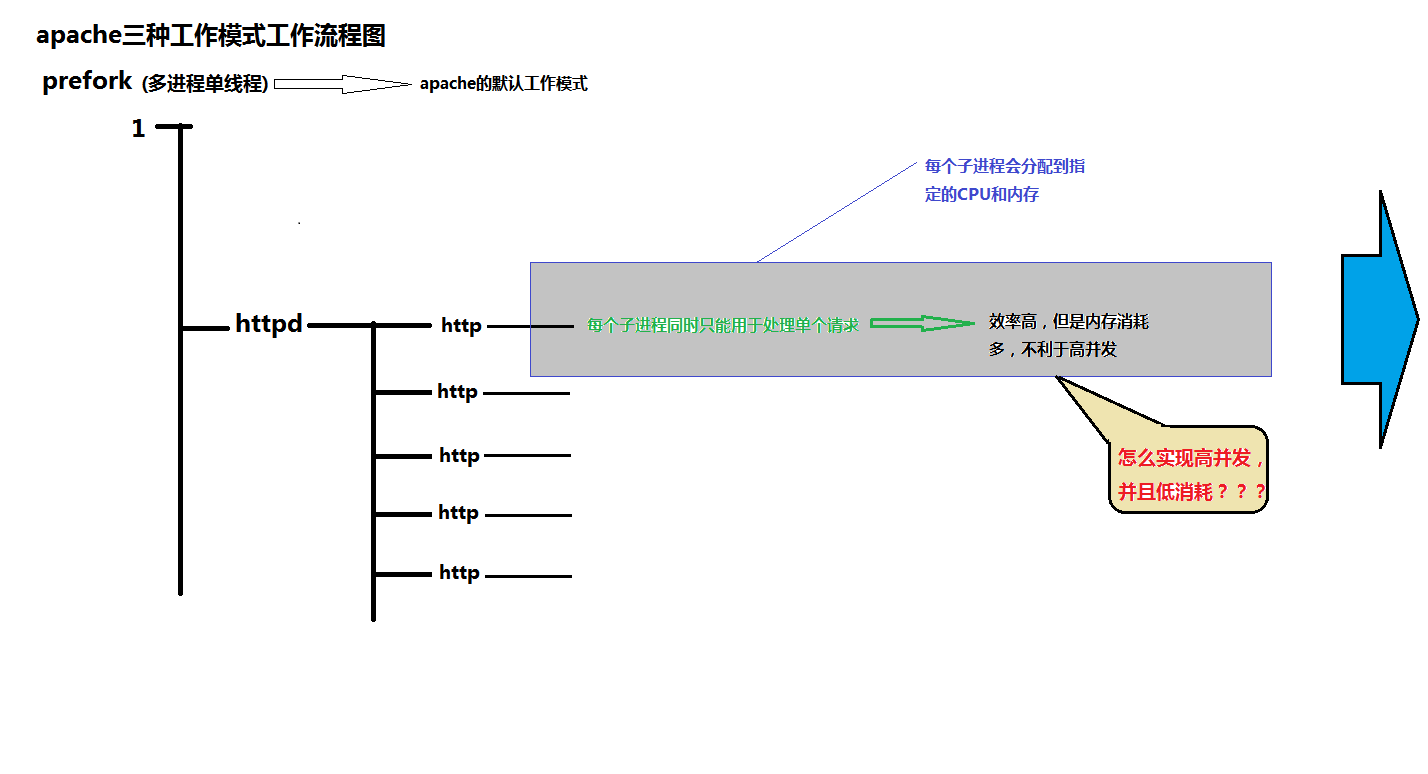 apache三种工作模式工作流程图
prefork (多进程单线程)
apache的默认工作模式
1
每个子进程会分配到指
定的CPU和内存
httpd
http
每个子进程同时只能用于处理单个请求
效率高，但是内存消耗
多，不利于高并发
http
http
http
http
怎么实现高并发，
并且低消耗？？？